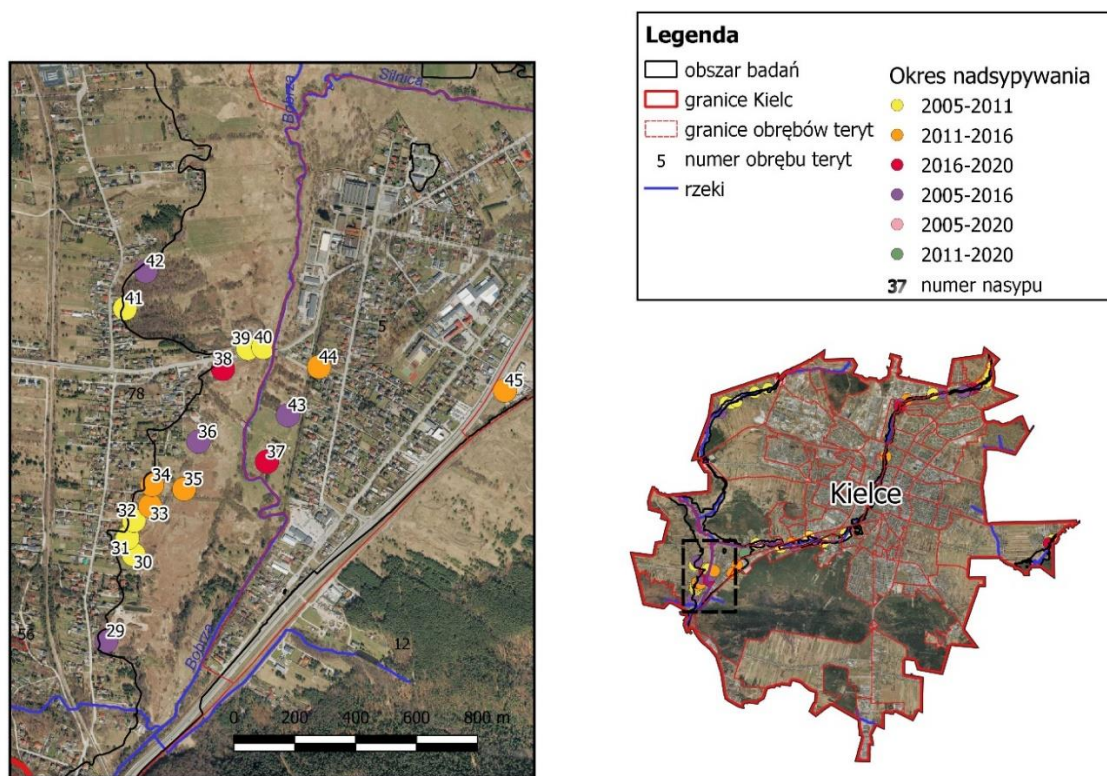 Bobrza
Silnica
42
41
5
39 40
38
44
45
78
43
36
37
34
35
33
32
31
30
29
56
Bobrza
12
0 200 400 600 800 m
Legenda
obszar badań
granice Kielc
granice obrębów teryt
5 numer obrębu teryt
rzeki
Okres nadsypywania
2005-2011
2011-2016
2016-2020
2005-2016
2005-2020
2011-2020
37 numer nasypu
Kielce